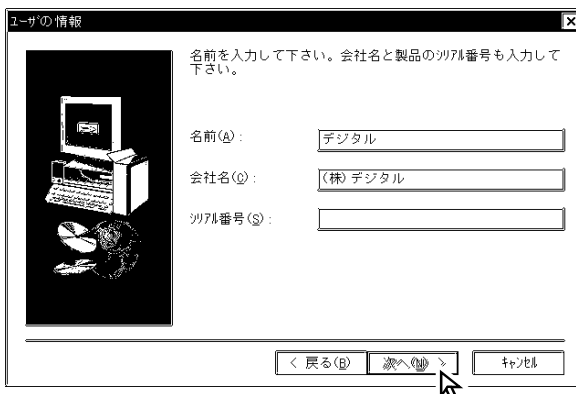 ﾕｰｻﾞの情報
名前を入力して下さい。会社名と製品のｼﾘｱﾙ番号も入力して
下さい。
名前(A):
デジタル
会社名(C):
(株)デジタル
ｼﾘｱﾙ番号(S):
< 戻る(B)
次へ(N) >
ｷｬﾝｾﾙ